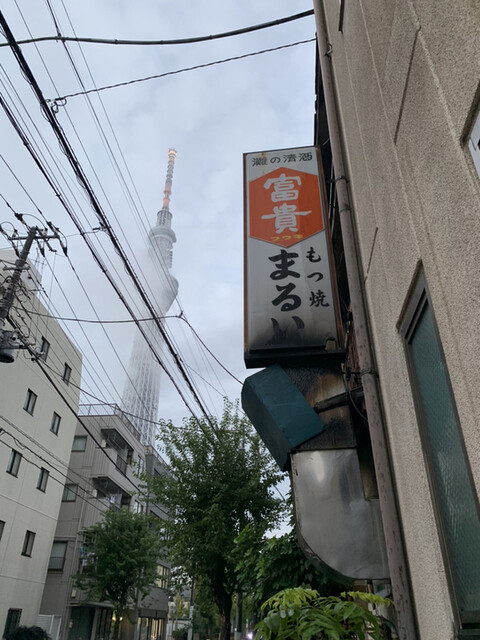 灘の清酒
富貴
フウキ
もつ焼
まるい